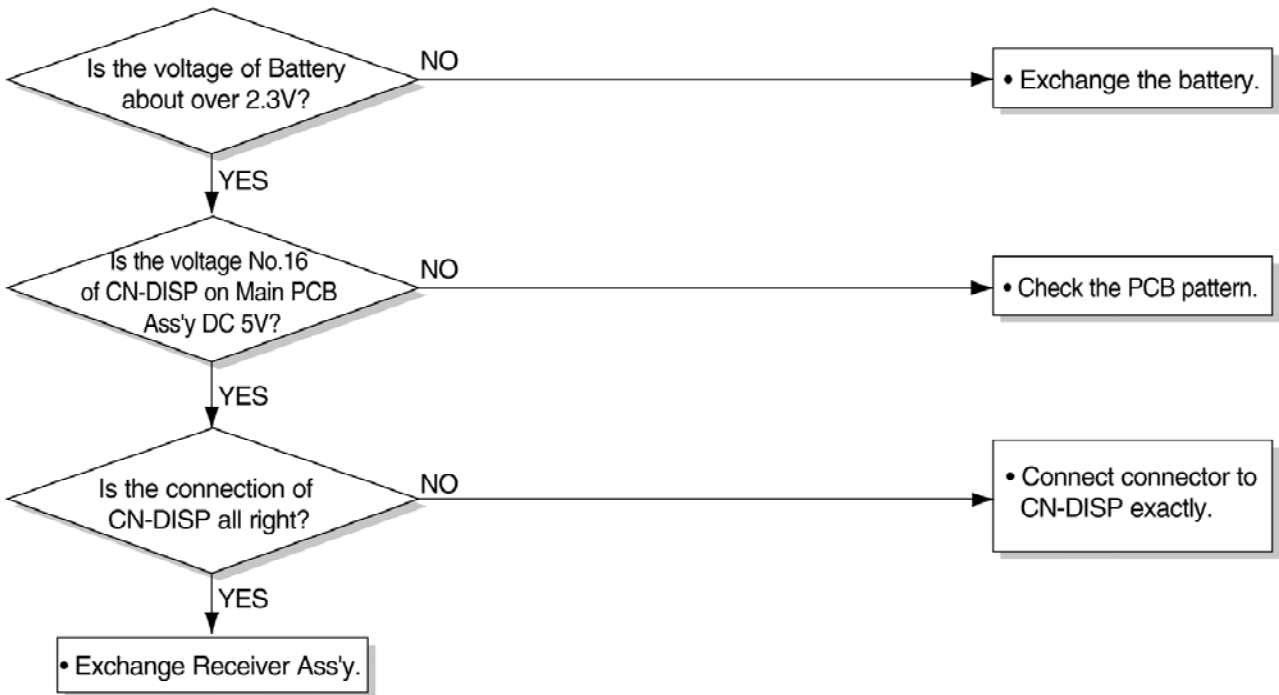 Is the voltage of Battery
about over 2.3V?
NO
• Exchange the battery.
YES
Is the voltage No.16
of CN-DISP on Main PCB
Ass'y DC 5V?
NO
• Check the PCB pattern.
YES
Is the connection of
CN-DISP all right?
NO
• Connect connector to
CN-DISP exactly.
YES
• Exchange Receiver Ass'y.